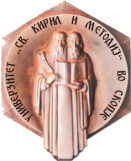 УНИВЕРЗИТЕТ „СВ. КИРИЛ И МЕТОДИЈ“ ВО СКОПЈЕ